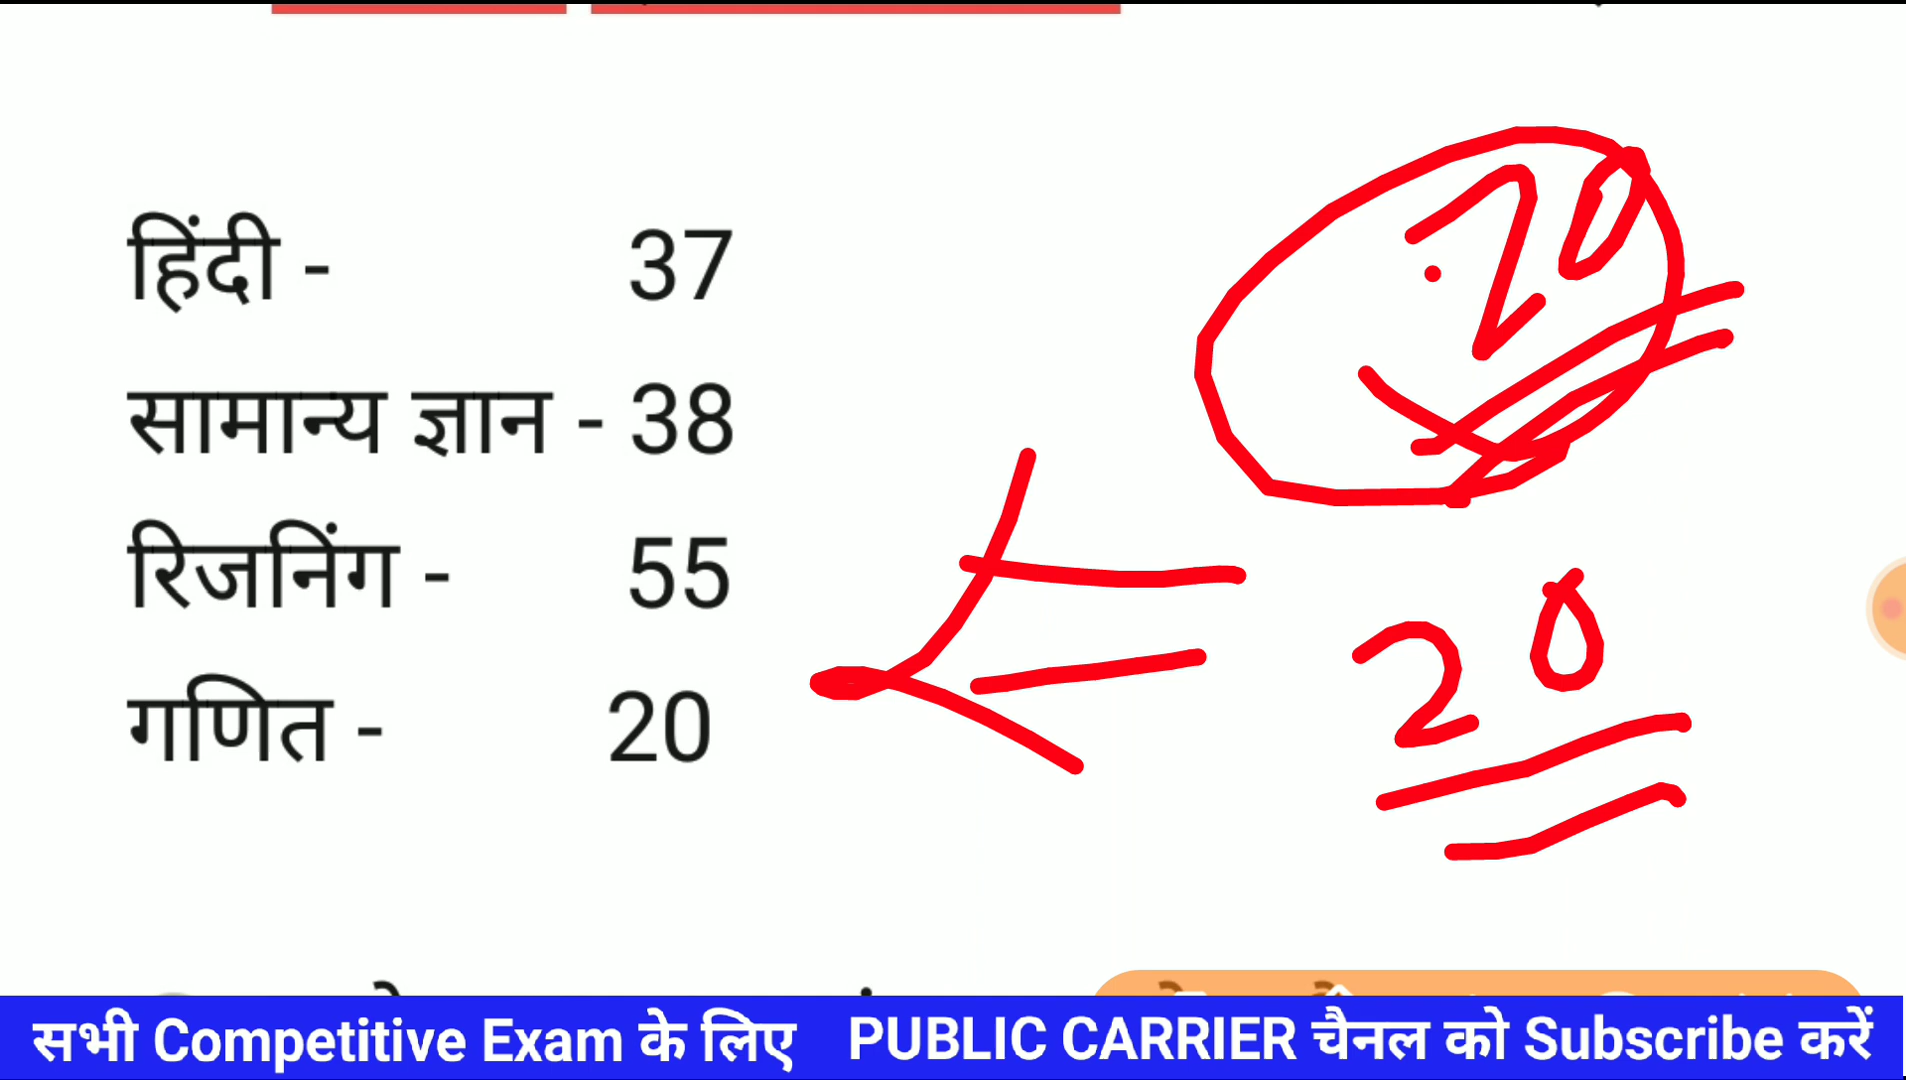 हिंदी - 37
20
सामान्य ज्ञान - 38
रिजनिंग - 55
20
गणित - 20
सभी Competitive Exam के लिए PUBLIC CARRIER चैनल को Subscribe करें